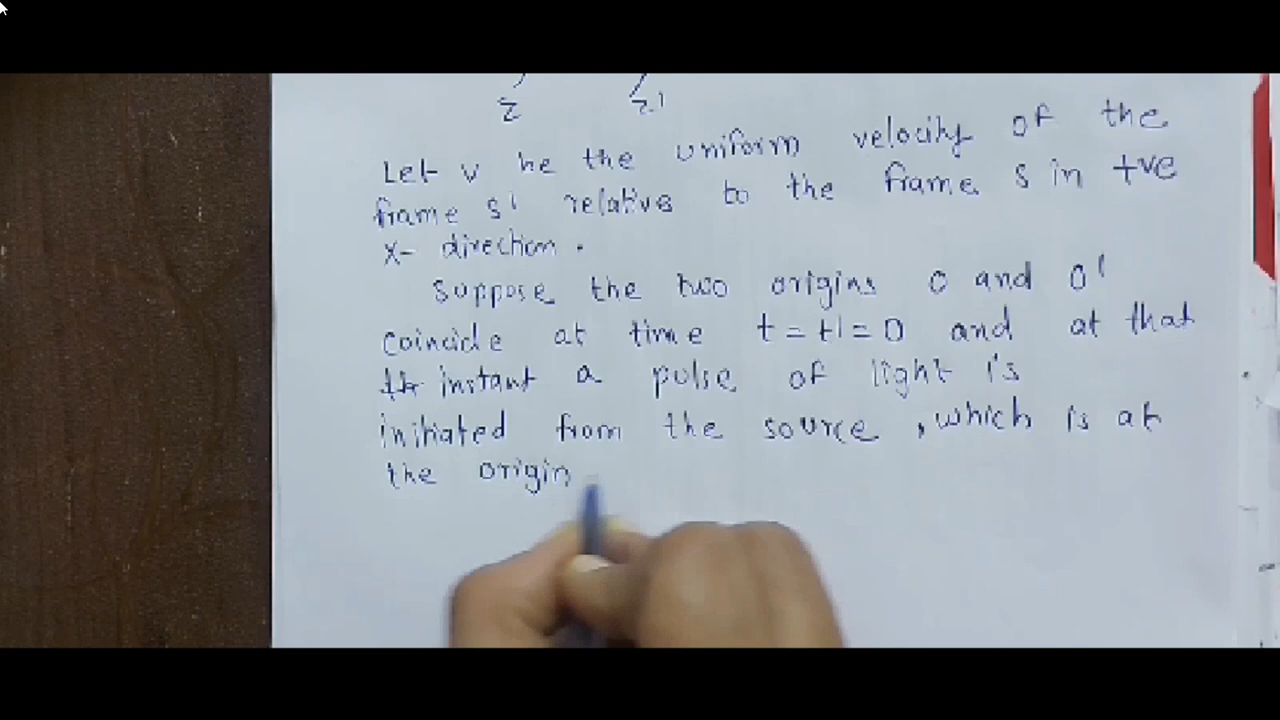 z z'
Let v be the uniform velocity of the
frame s' relative to the frame s in +ve
x- direction.
Suppose the two origins O and O'
coincide at time t = t' = 0 and at that
instant a pulse of light is
initiated from the source, which is at
the origin